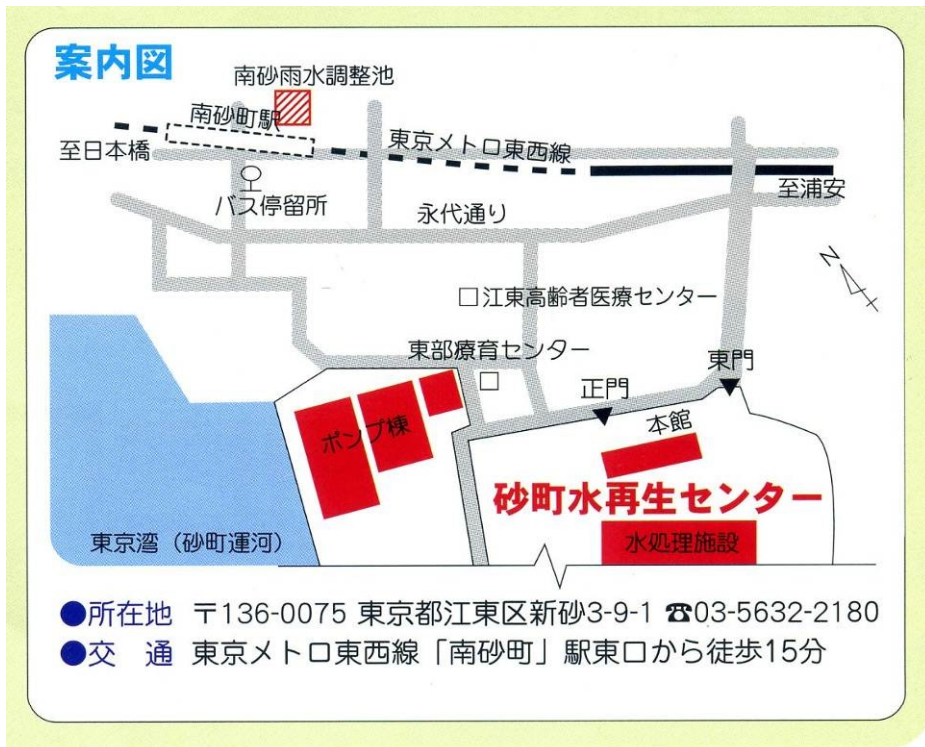 案内図
南砂雨水調整池
南砂町駅
東京メトロ東西線
至日本橋
至浦安
バス停留所
永代通り
N
□江東高齢者医療センター
東部療育センター
東門
正門
本館
ポンプ棟
砂町水再生センター
東京湾（砂町運河）
水処理施設
●所在地 〒136-0075 東京都江東区新砂3-9-1 ☎03-5632-2180
●交 通 東京メトロ東西線「南砂町」駅東口から徒歩15分